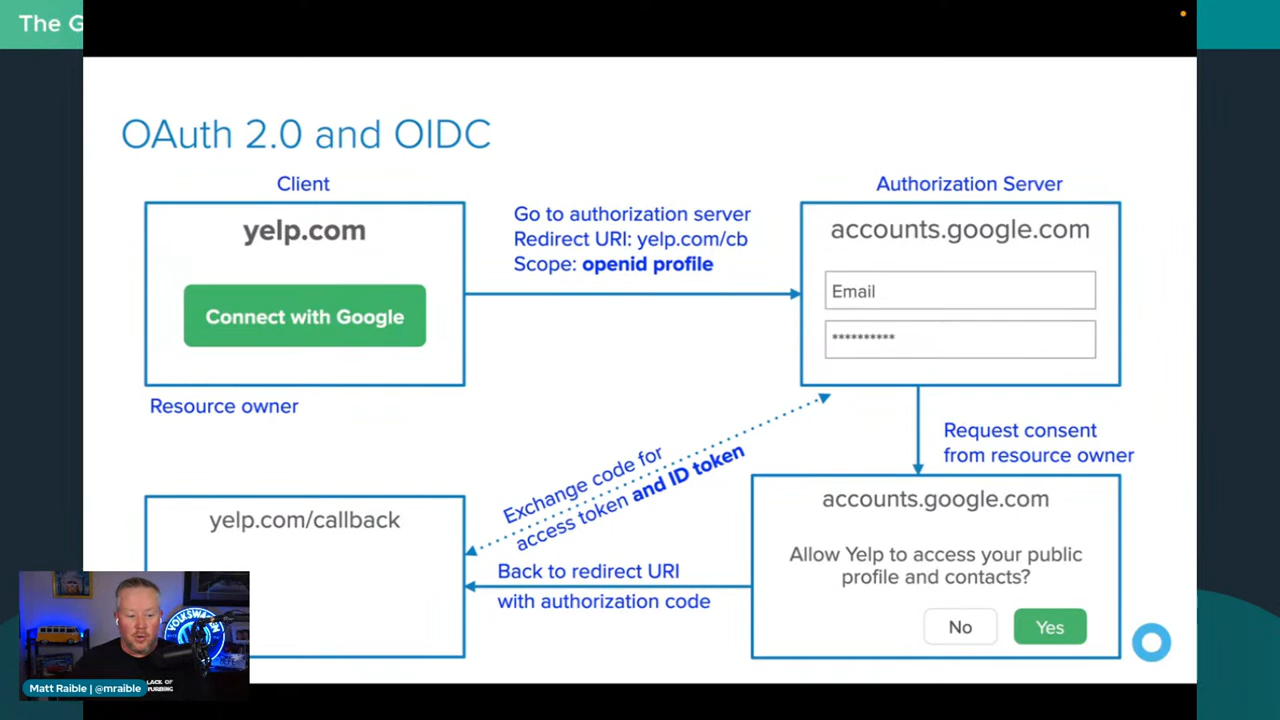 The G
OAuth 2.0 and OIDC
Client
yelp.com
Connect with Google
Resource owner
Go to authorization server
Redirect URI: yelp.com/cb
Scope: openid profile
Authorization Server
accounts.google.com
Email
**********
Request consent
from resource owner
Exchange code for
access token and ID token
yelp.com/callback
Back to redirect URI
with authorization code
accounts.google.com
Allow Yelp to access your public
profile and contacts?
No
Yes
VOLKSWAGEN
LACK OF
Matt Raible | @mraible